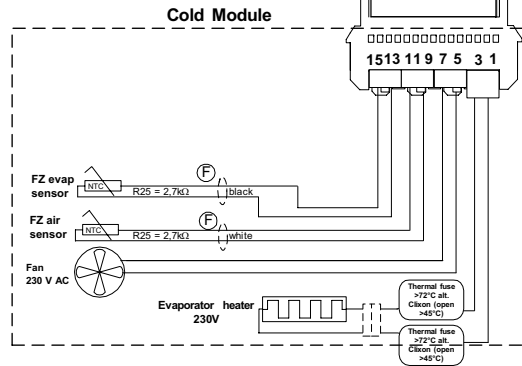 Cold Module
15 13 11 9 7 5 3 1
FZ evap
sensor
NTC
R25 = 2,7kΩ
F
black
FZ air
sensor
NTC
R25 = 2,7kΩ
F
white
Fan
230 V AC
Evaporator heater
230V
Thermal fuse
>72°C alt.
Clixon (open
>45°C)
Thermal fuse
>72°C alt.
Clixon (open
>45°C)